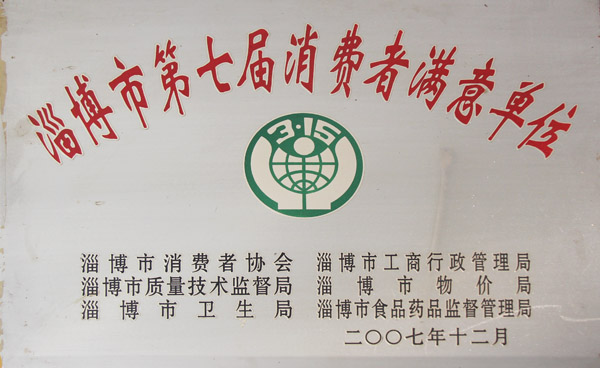 淄博市第七届消费者满意单位
3·15
淄博市消费者协会 淄博市工商行政管理局
淄博市质量技术监督局 淄博市物价局
淄博市卫生局 淄博市食品药品监督管理局
二〇〇七年十二月